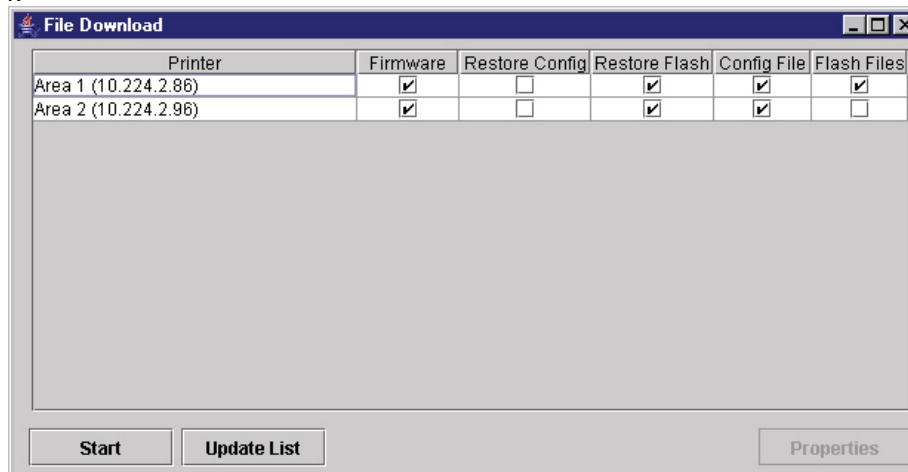 File Download
Printer Firmware Restore Config Restore Flash Config File Flash Files
Area 1 (10.224.2.86)
Area 2 (10.224.2.96)
Start Update List Properties